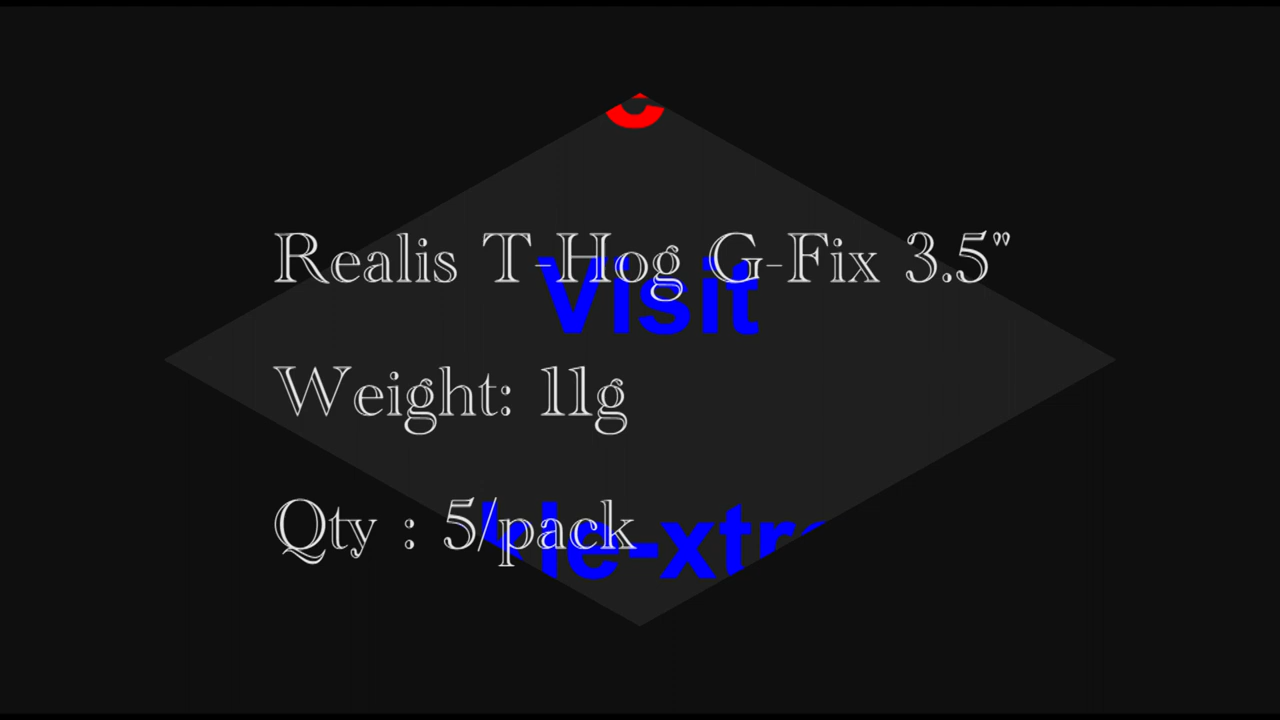 Realis T-Hog G-Fix 3.5"
Visit
Weight: 11g
Qty : 5/pack